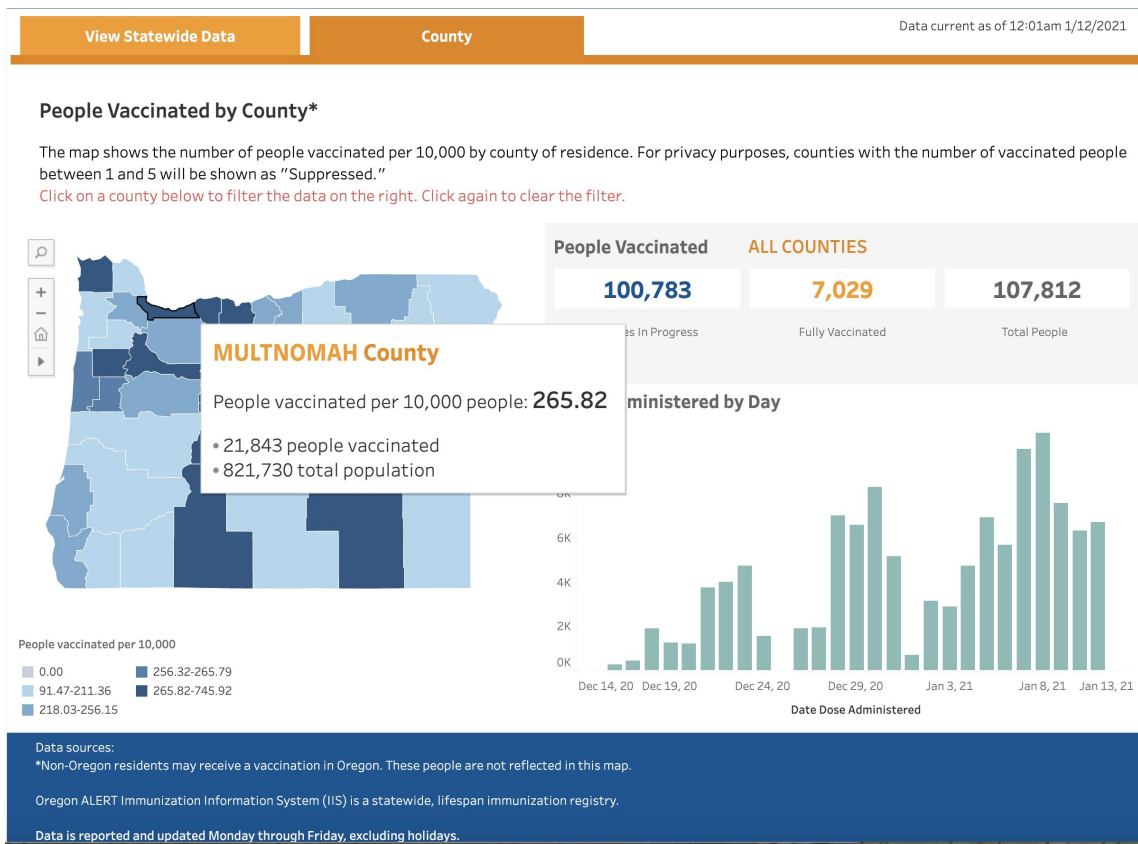 View Statewide Data
County
Data current as of 12:01am 1/12/2021
People Vaccinated by County*
The map shows the number of people vaccinated per 10,000 by county of residence. For privacy purposes, counties with the number of vaccinated people
between 1 and 5 will be shown as "Suppressed."
Click on a county below to filter the data on the right. Click again to clear the filter.
People Vaccinated
ALL COUNTIES
100,783
7,029
107,812
In Progress
Fully Vaccinated
Total People
MULTNOMAH County
People vaccinated per 10,000 people: 265.82
• 21,843 people vaccinated
• 821,730 total population
by Day
6K
4K
2K
0K
Dec 14, 20
Dec 19, 20
Dec 24, 20
Dec 29, 20
Jan 3, 21
Jan 8, 21
Jan 13, 21
Date Dose Administered
People vaccinated per 10,000
0.00
91.47-211.36
218.03-256.15
256.32-265.79
265.82-745.92
Data sources:
*Non-Oregon residents may receive a vaccination in Oregon. These people are not reflected in this map.
Oregon ALERT Immunization Information System (IIS) is a statewide, lifespan immunization registry.
Data is reported and updated Monday through Friday, excluding holidays.